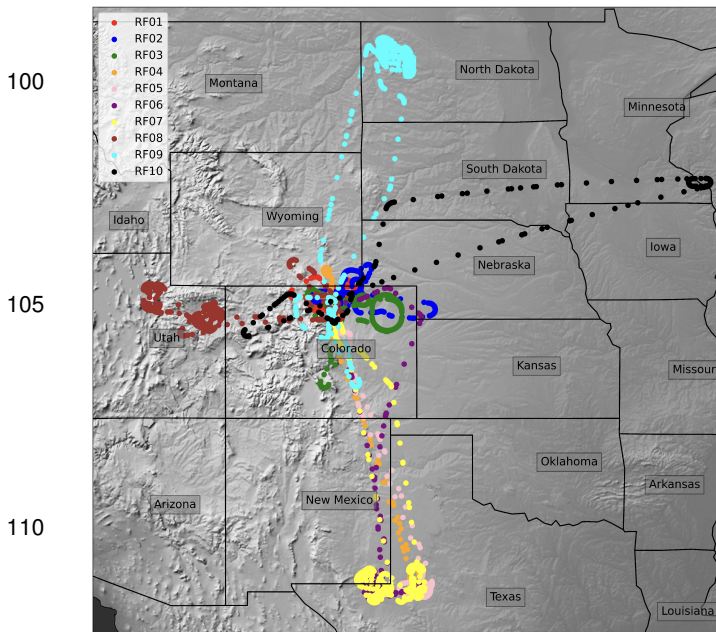 100
105
110
RF01
RF02
RF03
RF04
RF05
RF06
RF07
RF08
RF09
RF10
Montana
North Dakota
Minnesota
South Dakota
Idaho
Wyoming
Iowa
Nebraska
Utah
Colorado
Kansas
Missour
Oklahoma
Arkansas
Arizona
New Mexico
Texas
Louisiana